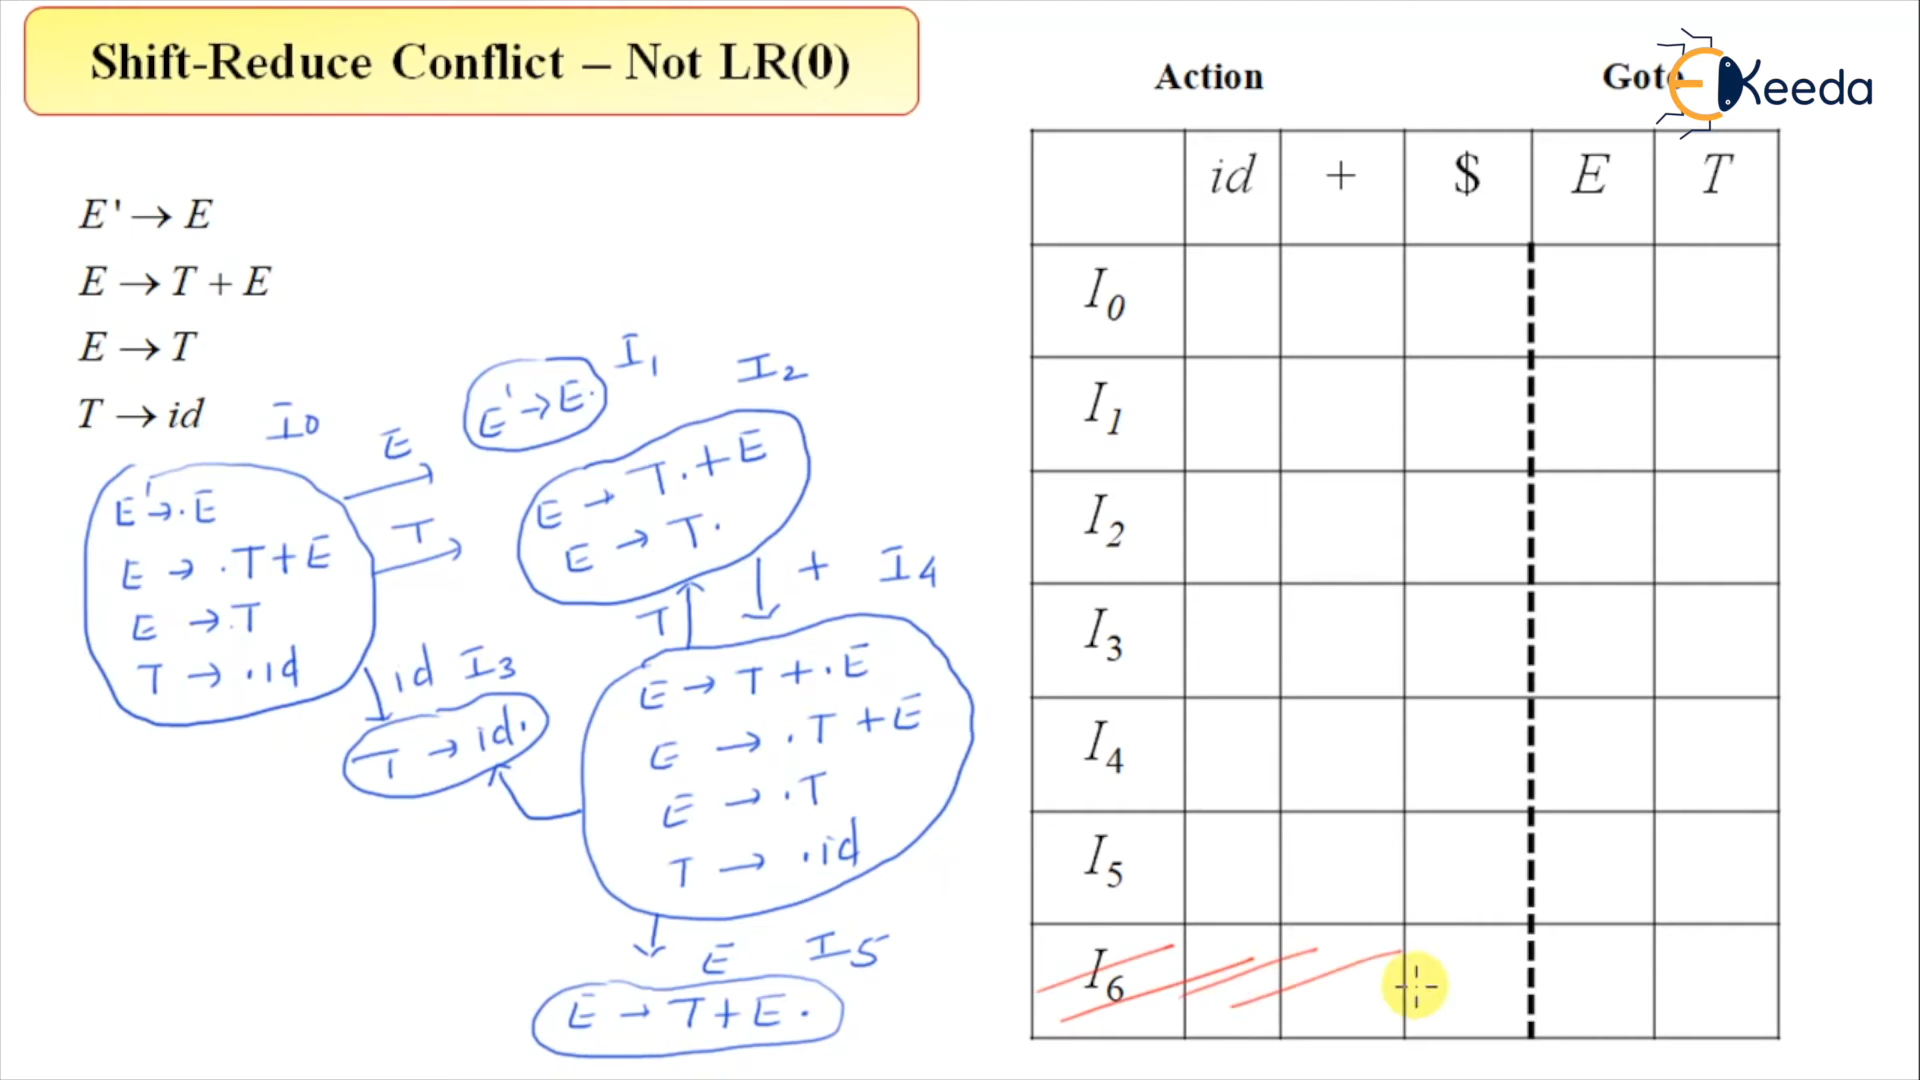 Shift-Reduce Conflict – Not LR(0)
E' → E
E → T + E
E → T
T → id
I0
E' → .E
E → .T+E
E → .T
T → .id
E
T
id
I1
E' → E.
I2
E → T.+E
E → T.
I3
T → id.
+
T
I4
E → T+.E
E → .T+E
E → .T
T → .id
E
I5
E → T+E.
Action Goto
Keeda
id + $ E T
I0
I1
I2
I3
I4
I5
I6